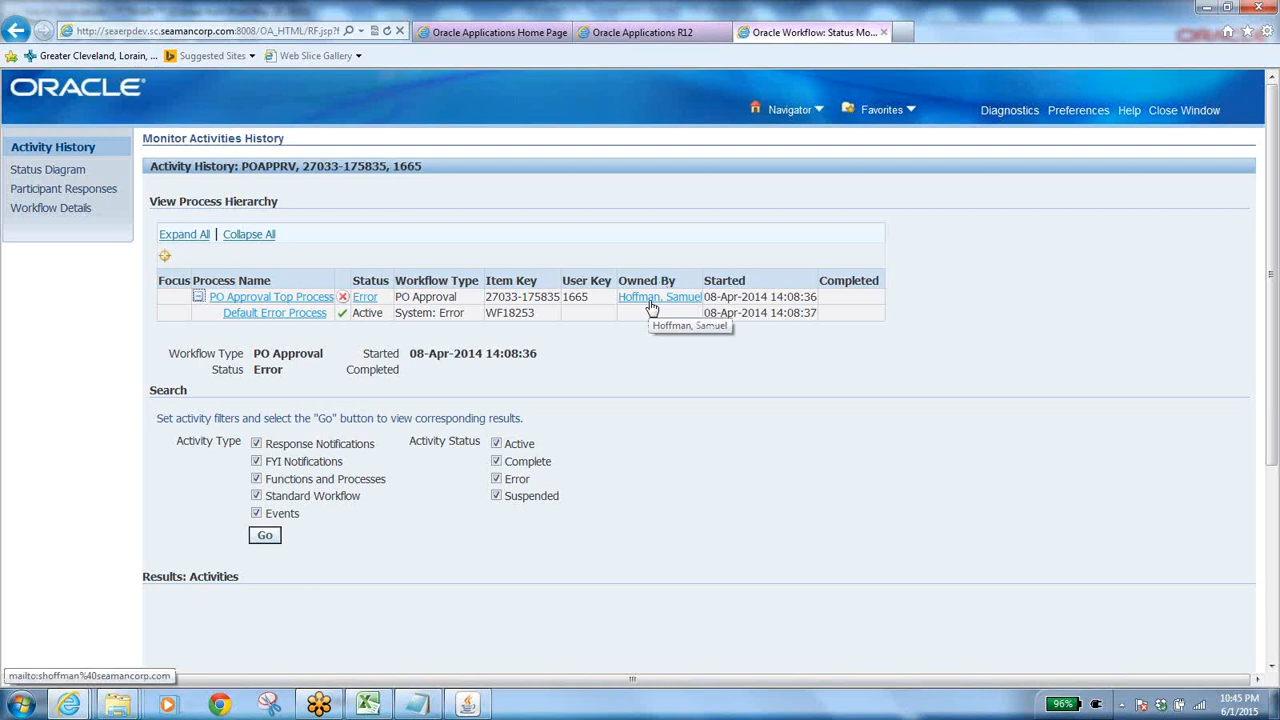 http://seaerpdev.sc.seamancorp.com:8008/OA_HTML/RF.jsp?f
Oracle Applications Home Page
Oracle Applications R12
Oracle Workflow: Status Mo...
Greater Cleveland, Lorain, ...
Suggested Sites
Web Slice Gallery
ORACLE
Navigator
Favorites
Diagnostics
Preferences
Help
Close Window
Activity History
Status Diagram
Participant Responses
Workflow Details
Monitor Activities History
Activity History: POAPPRV, 27033-175835, 1665
View Process Hierarchy
Expand All | Collapse All
Focus Process Name Status Workflow Type Item Key User Key Owned By Started Completed
PO Approval Top Process Error PO Approval 27033-175835 1665 Hoffman, Samuel 08-Apr-2014 14:08:36
Default Error Process Active System: Error WF18253 08-Apr-2014 14:08:37
Hoffman, Samuel
Workflow Type PO Approval Started 08-Apr-2014 14:08:36
Status Error Completed
Search
Set activity filters and select the "Go" button to view corresponding results.
Activity Type Response Notifications Activity Status Active
FYI Notifications Complete
Functions and Processes Error
Standard Workflow Suspended
Events
Go
Results: Activities
mailto:shoffman%40seamancorp.com
96%
10:45 PM
6/1/2015